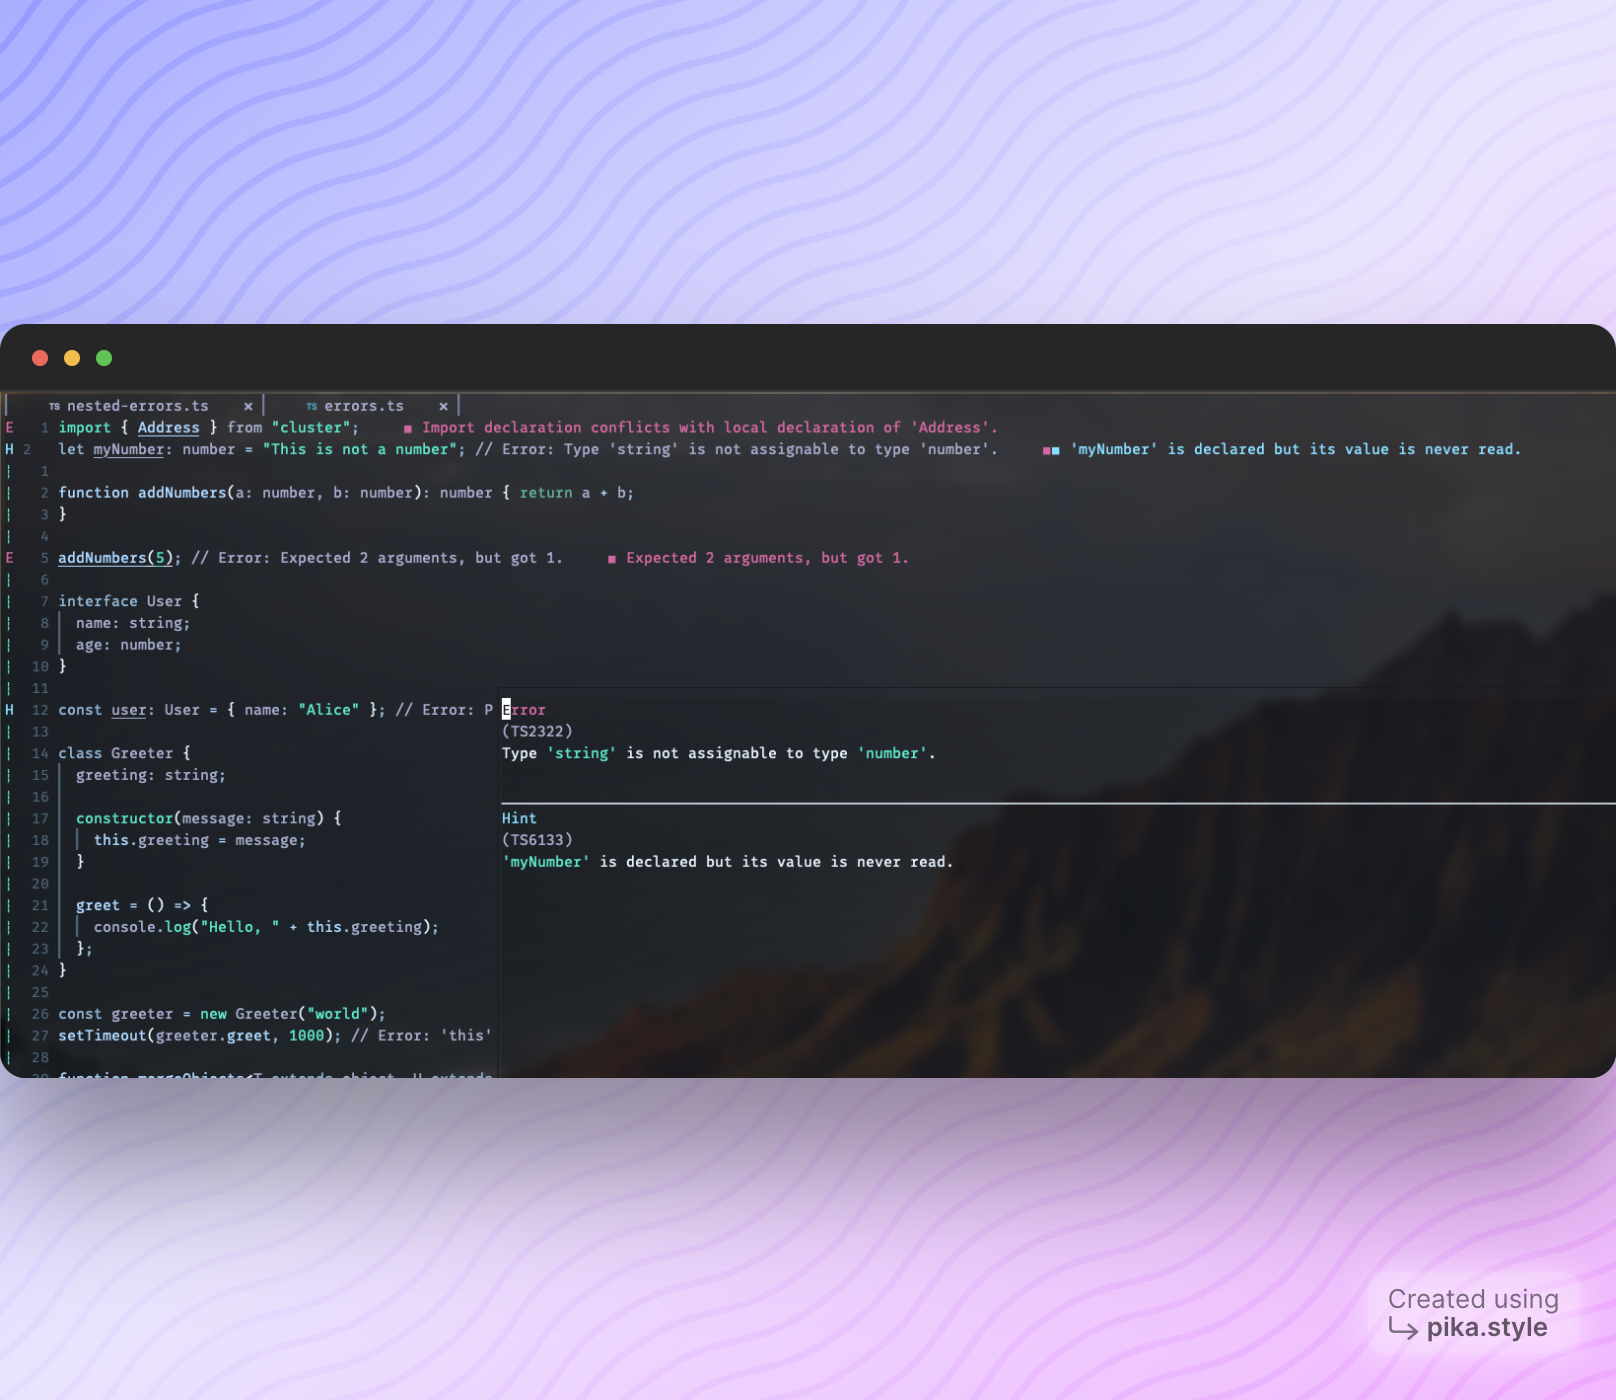 TS nested-errors.ts × TS errors.ts ×
E 1 import { Address } from "cluster"; ■ Import declaration conflicts with local declaration of 'Address'.
H 2 let myNumber: number = "This is not a number"; // Error: Type 'string' is not assignable to type 'number'. ■■ 'myNumber' is declared but its value is never read.
1
2 function addNumbers(a: number, b: number): number { return a + b;
3 }
4
E 5 addNumbers(5); // Error: Expected 2 arguments, but got 1. ■ Expected 2 arguments, but got 1.
6
7 interface User {
8 name: string;
9 age: number;
10 }
11
H 12 const user: User = { name: "Alice" }; // Error: P
13
14 class Greeter {
15 greeting: string;
16
17 constructor(message: string) {
18 this.greeting = message;
19 }
20
21 greet = () => {
22 console.log("Hello, " + this.greeting);
23 };
24 }
25
26 const greeter = new Greeter("world");
27 setTimeout(greeter.greet, 1000); // Error: 'this'
28
29 function mergeObjects<T extends object, U extends
Error
(TS2322)
Type 'string' is not assignable to type 'number'.
Hint
(TS6133)
'myNumber' is declared but its value is never read.
Created using
pika.style